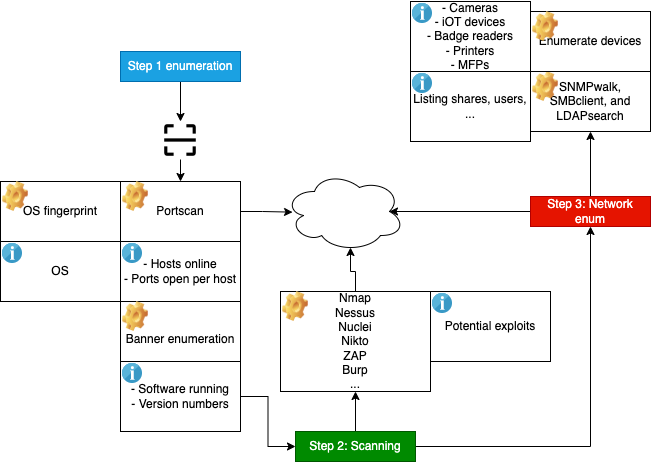 Step 1 enumeration
OS fingerprint
Portscan
OS
- Hosts online
- Ports open per host
Banner enumeration
- Software running
- Version numbers
Nmap
Nessus
Nuclei
Nikto
ZAP
Burp
...
Potential exploits
Step 2: Scanning
- Cameras
- iOT devices
- Badge readers
- Printers
- MFPs
Enumerate devices
Listing shares, users,
...
SNMPwalk,
SMBclient, and
LDAPsearch
Step 3: Network
enum